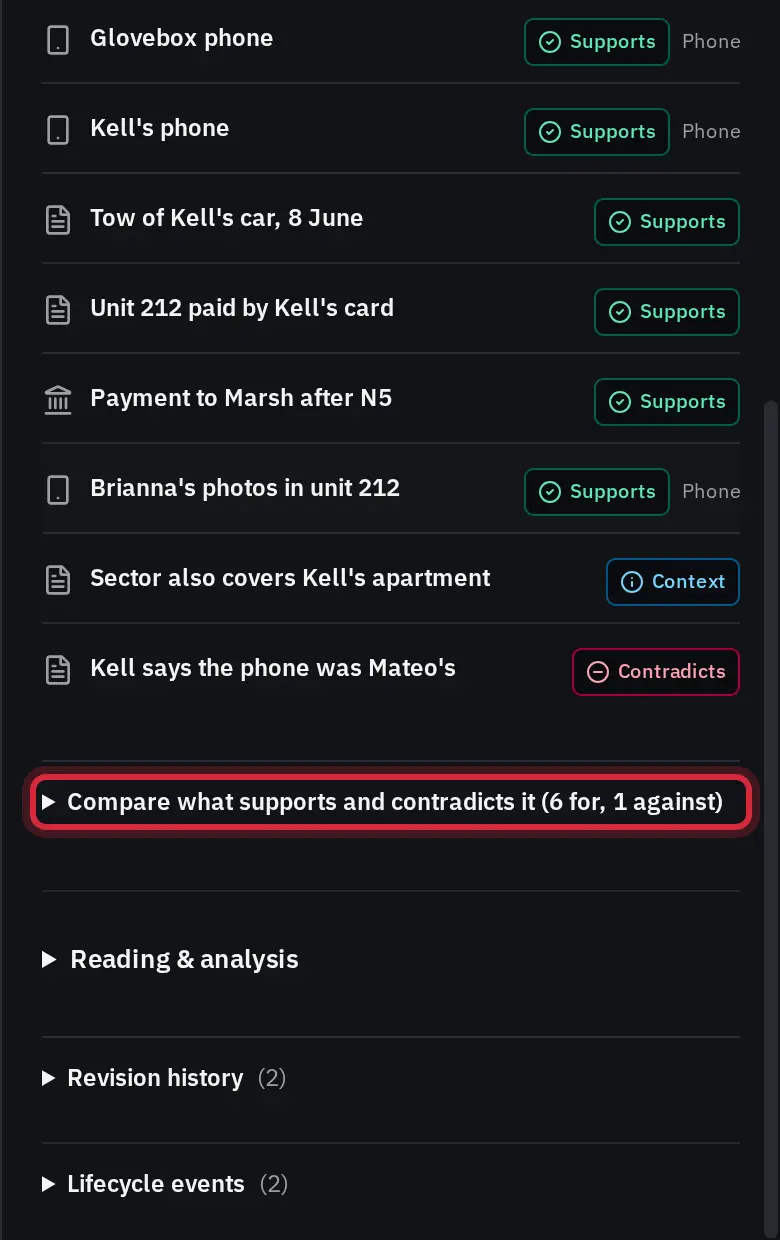 Glovebox phone Supports Phone
Kell's phone Supports Phone
Tow of Kell's car, 8 June Supports
Unit 212 paid by Kell's card Supports
Payment to Marsh after N5 Supports
Brianna's photos in unit 212 Supports Phone
Sector also covers Kell's apartment Context
Kell says the phone was Mateo's Contradicts
Compare what supports and contradicts it (6 for, 1 against)
Reading & analysis
Revision history (2)
Lifecycle events (2)